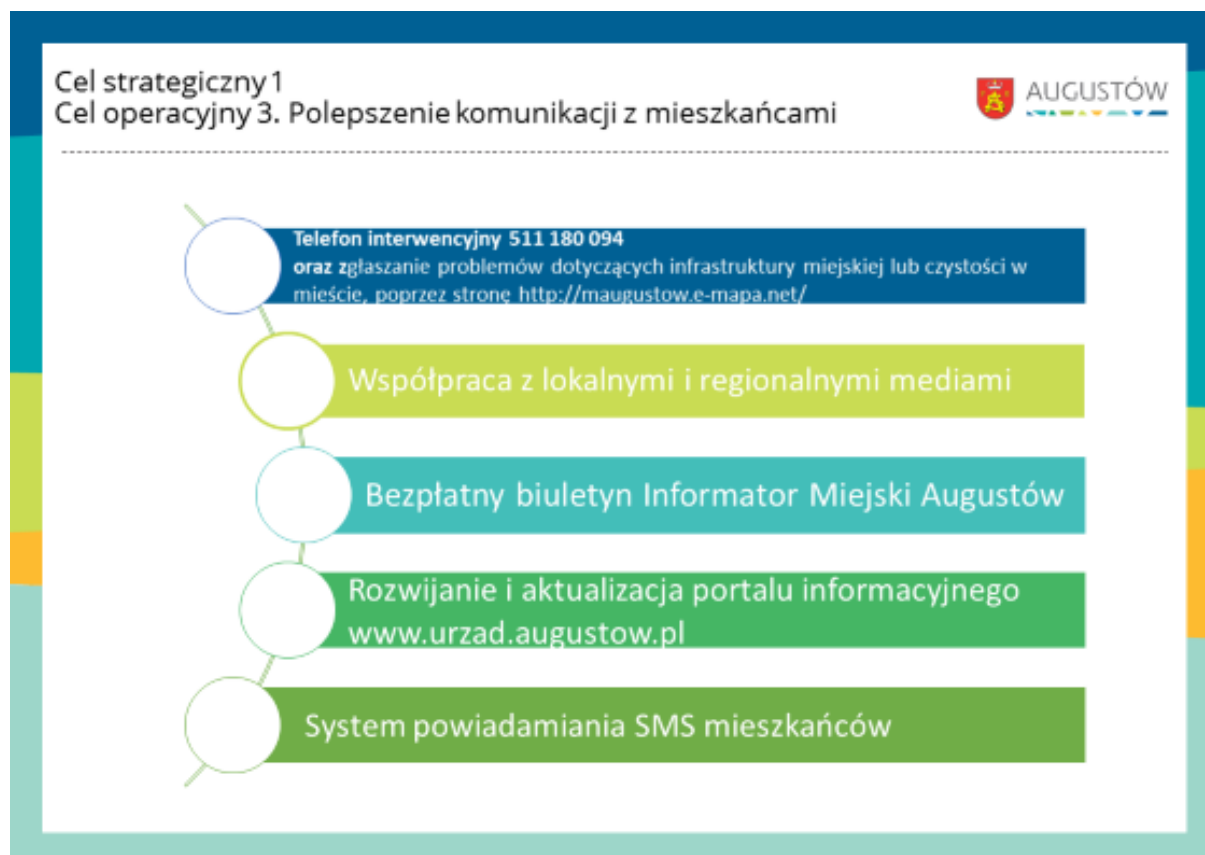 Cel strategiczny 1
Cel operacyjny 3. Polepszenie komunikacji z mieszkańcami
AUGUSTÓW
Telefon interwencyjny 511 180 094
oraz zgłaszanie problemów dotyczących infrastruktury miejskiej lub czystości w
mieście, poprzez stronę http://maugustow.e-mapa.net/
Współpraca z lokalnymi i regionalnymi mediami
Bezpłatny biuletyn Informator Miejski Augustów
Rozwijanie i aktualizacja portalu informacyjnego
www.urzad.augustow.pl
System powiadamiania SMS mieszkańców